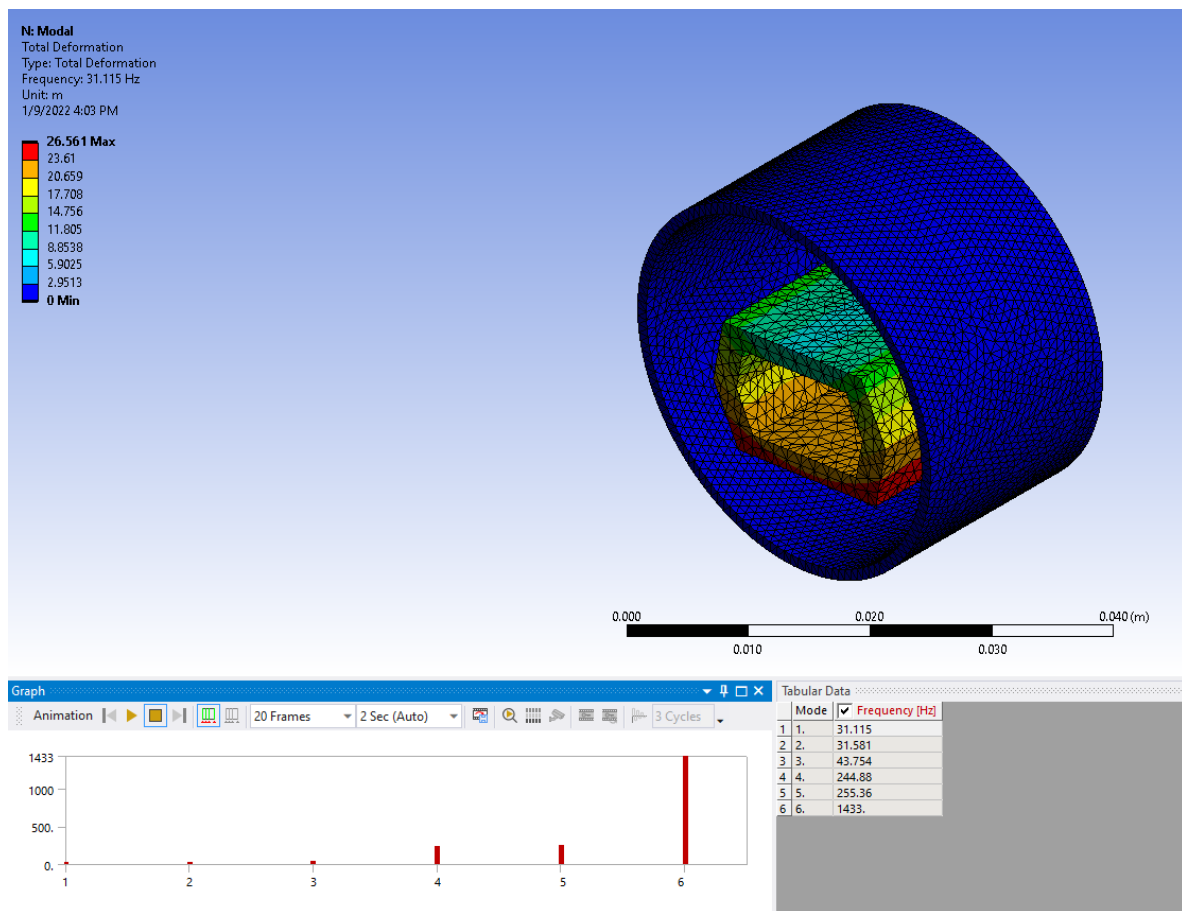 N: Modal
Total Deformation
Type: Total Deformation
Frequency: 31.115 Hz
Unit: m
1/9/2022 4:03 PM
26.561 Max
23.61
20.659
17.708
14.756
11.805
8.8538
5.9025
2.9513
0 Min
0.000 0.020 0.040 (m)
0.010 0.030
Graph
Animation 20 Frames 2 Sec (Auto) 3 Cycles
1433
1000
500.
0.
1 2 3 4 5 6
Tabular Data
Mode Frequency [Hz]
1 1. 31.115
2 2. 31.581
3 3. 43.754
4 4. 244.88
5 5. 255.36
6 6. 1433.